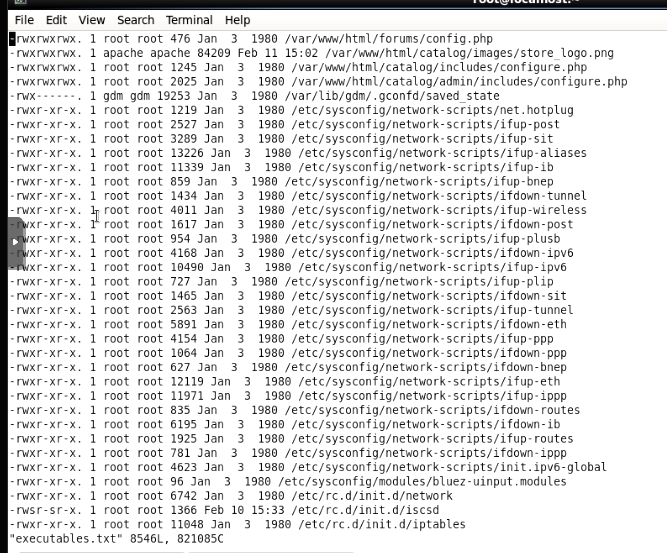 root@localhost:~
File Edit View Search Terminal Help
-rwxrwxrwx. 1 root root 476 Jan  3  1980 /var/www/html/forums/config.php
-rwxrwxrwx. 1 apache apache 84209 Feb 11 15:02 /var/www/html/catalog/images/store_logo.png
-rwxrwxrwx. 1 root root 1245 Jan  3  1980 /var/www/html/catalog/includes/configure.php
-rwxrwxrwx. 1 root root 2025 Jan  3  1980 /var/www/html/catalog/admin/includes/configure.php
-rwx------. 1 gdm gdm 19253 Jan  3  1980 /var/lib/gdm/.gconfd/saved_state
-rwxr-xr-x. 1 root root 1219 Jan  3  1980 /etc/sysconfig/network-scripts/net.hotplug
-rwxr-xr-x. 1 root root 2527 Jan  3  1980 /etc/sysconfig/network-scripts/ifup-post
-rwxr-xr-x. 1 root root 3289 Jan  3  1980 /etc/sysconfig/network-scripts/ifup-sit
-rwxr-xr-x. 1 root root 13226 Jan  3  1980 /etc/sysconfig/network-scripts/ifup-aliases
-rwxr-xr-x. 1 root root 11339 Jan  3  1980 /etc/sysconfig/network-scripts/ifup-ib
-rwxr-xr-x. 1 root root 859 Jan  3  1980 /etc/sysconfig/network-scripts/ifup-bnep
-rwxr-xr-x. 1 root root 1434 Jan  3  1980 /etc/sysconfig/network-scripts/ifdown-tunnel
-rwxr-xr-x. 1 root root 4011 Jan  3  1980 /etc/sysconfig/network-scripts/ifup-wireless
-rwxr-xr-x. 1 root root 1617 Jan  3  1980 /etc/sysconfig/network-scripts/ifdown-post
-rwxr-xr-x. 1 root root 954 Jan  3  1980 /etc/sysconfig/network-scripts/ifup-plusb
-rwxr-xr-x. 1 root root 4168 Jan  3  1980 /etc/sysconfig/network-scripts/ifdown-ipv6
-rwxr-xr-x. 1 root root 10490 Jan  3  1980 /etc/sysconfig/network-scripts/ifup-ipv6
-rwxr-xr-x. 1 root root 727 Jan  3  1980 /etc/sysconfig/network-scripts/ifup-plip
-rwxr-xr-x. 1 root root 1465 Jan  3  1980 /etc/sysconfig/network-scripts/ifdown-sit
-rwxr-xr-x. 1 root root 2563 Jan  3  1980 /etc/sysconfig/network-scripts/ifup-tunnel
-rwxr-xr-x. 1 root root 5891 Jan  3  1980 /etc/sysconfig/network-scripts/ifdown-eth
-rwxr-xr-x. 1 root root 4154 Jan  3  1980 /etc/sysconfig/network-scripts/ifup-ppp
-rwxr-xr-x. 1 root root 1064 Jan  3  1980 /etc/sysconfig/network-scripts/ifdown-ppp
-rwxr-xr-x. 1 root root 627 Jan  3  1980 /etc/sysconfig/network-scripts/ifdown-bnep
-rwxr-xr-x. 1 root root 12119 Jan  3  1980 /etc/sysconfig/network-scripts/ifup-eth
-rwxr-xr-x. 1 root root 11971 Jan  3  1980 /etc/sysconfig/network-scripts/ifup-ippp
-rwxr-xr-x. 1 root root 835 Jan  3  1980 /etc/sysconfig/network-scripts/ifdown-routes
-rwxr-xr-x. 1 root root 6195 Jan  3  1980 /etc/sysconfig/network-scripts/ifdown-ib
-rwxr-xr-x. 1 root root 1925 Jan  3  1980 /etc/sysconfig/network-scripts/ifup-routes
-rwxr-xr-x. 1 root root 781 Jan  3  1980 /etc/sysconfig/network-scripts/ifdown-ippp
-rwxr-xr-x. 1 root root 4623 Jan  3  1980 /etc/sysconfig/network-scripts/init.ipv6-global
-rwxr-xr-x. 1 root root 96 Jan  3  1980 /etc/sysconfig/modules/bluez-uinput.modules
-rwxr-xr-x. 1 root root 6742 Jan  3  1980 /etc/rc.d/init.d/network
-rwsr-sr-x. 1 root root 1366 Feb 10 15:33 /etc/rc.d/init.d/iscsd
-rwxr-xr-x. 1 root root 11048 Jan  3  1980 /etc/rc.d/init.d/iptables
"executables.txt" 8546L, 821085C